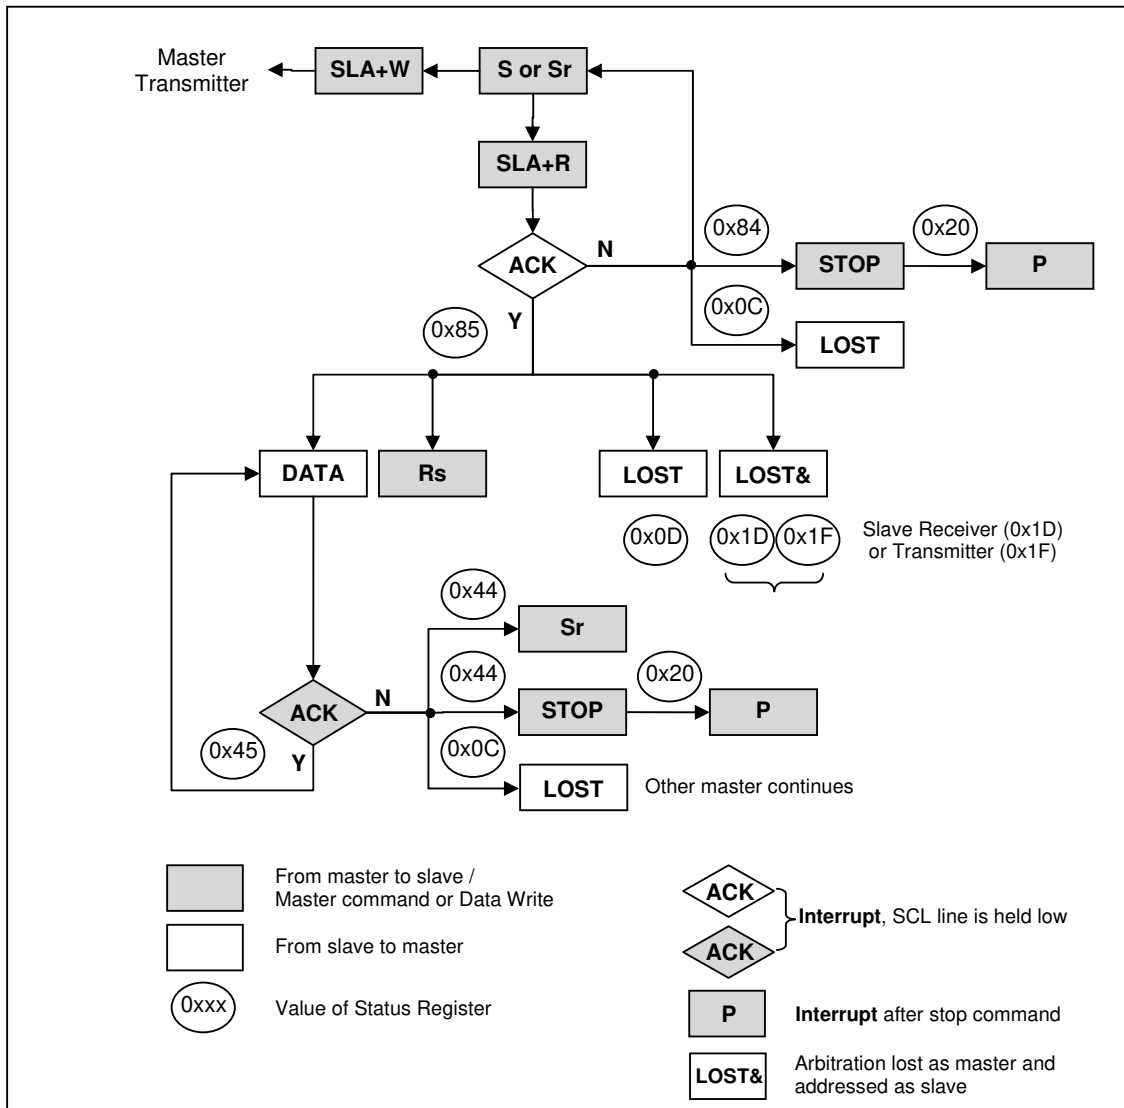 Master
Transmitter
SLA+W
S or Sr
SLA+R
ACK
N
0x84
STOP
0x20
P
0x0C
LOST
Y
0x85
DATA
Rs
LOST
LOST&
0x0D
0x1D
0x1F
Slave Receiver (0x1D)
or Transmitter (0x1F)
0x44
Sr
ACK
N
0x44
STOP
0x20
P
0x45
Y
0x0C
LOST
Other master continues
From master to slave /
Master command or Data Write
From slave to master
0xxx
Value of Status Register
ACK
ACK
Interrupt, SCL line is held low
P
Interrupt after stop command
LOST&
Arbitration lost as master and
addressed as slave